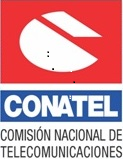 CONATEL
COMISIÓN NACIONAL DE
TELECOMUNICACIONES